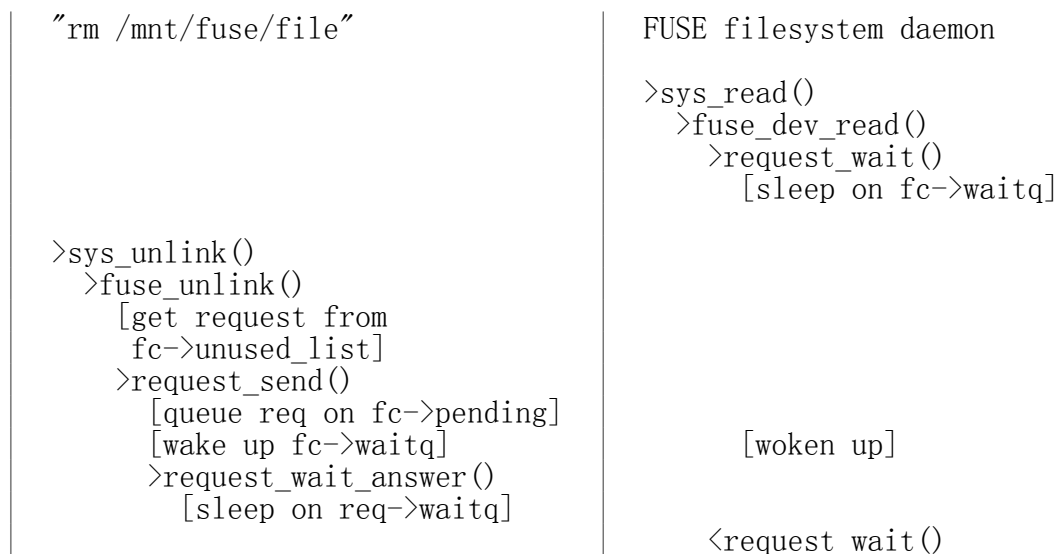 "rm /mnt/fuse/file" FUSE filesystem daemon
>sys_read()
>fuse_dev_read()
>request_wait()
[sleep on fc->waitq]
>sys_unlink()
>fuse_unlink()
[get request from
fc->unused_list]
>request_send()
[queue req on fc->pending]
[wake up fc->waitq] [woken up]
>request_wait_answer()
[sleep on req->waitq]
<request_wait()